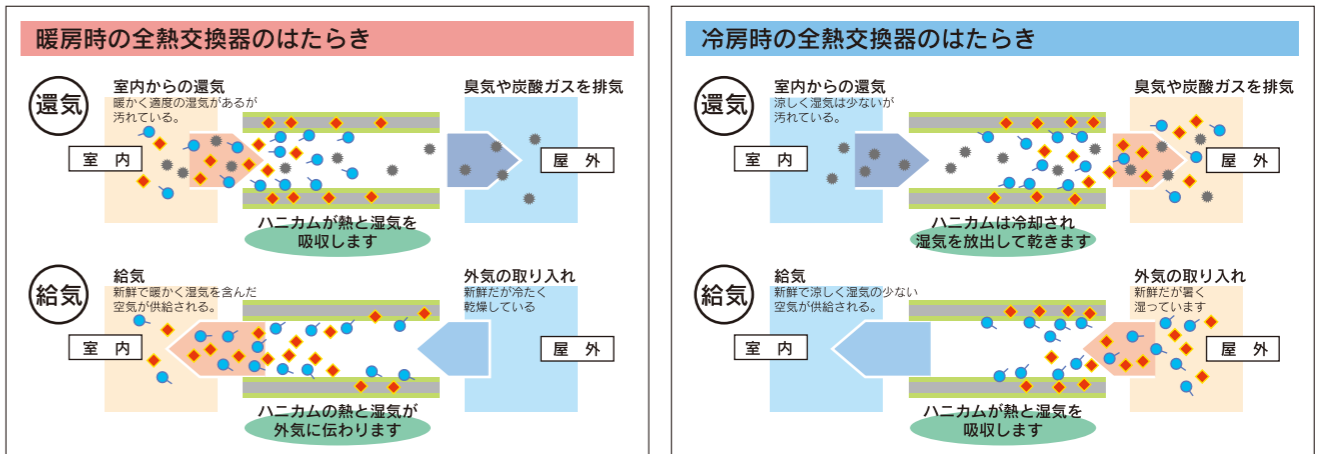 暖房時の全熱交換器のはたらき
還気
室内からの還気
暖かく適度の湿気があるが
汚れている。
臭気や炭酸ガスを排気
室 内
屋 外
ハニカムが熱と湿気を
吸収します
給気
給気
新鮮で暖かく湿気を含んだ
空気が供給される。
外気の取り入れ
新鮮だが冷たく
乾燥している
室 内
屋 外
ハニカムの熱と湿気が
外気に伝わります
冷房時の全熱交換器のはたらき
還気
室内からの還気
涼しく湿気は少ないが
汚れている。
臭気や炭酸ガスを排気
室 内
屋 外
ハニカムは冷却され
湿気を放出して乾きます
給気
給気
新鮮で涼しく湿気の少ない
空気が供給される。
外気の取り入れ
新鮮だが暑く
湿っています
室 内
屋 外
ハニカムが熱と湿気を
吸収します